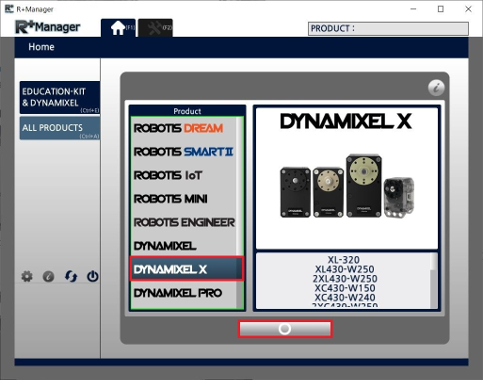 R+Manager
R+Manager
(F1)
(F2)
PRODUCT :
Home
EDUCATION-KIT
& DYNAMIXEL
(Ctrl+E)
ALL PRODUCTS
(Ctrl+A)
Product
ROBOTIS DREAM
ROBOTIS SMART II
ROBOTIS IoT
ROBOTIS MINI
ROBOTIS ENGINEER
DYNAMIXEL
DYNAMIXEL X
DYNAMIXEL PRO
DYNAMIXEL X
XL-320
XL430-W250
2XL430-W250
XC430-W150
XC430-W240
2XC430-W250